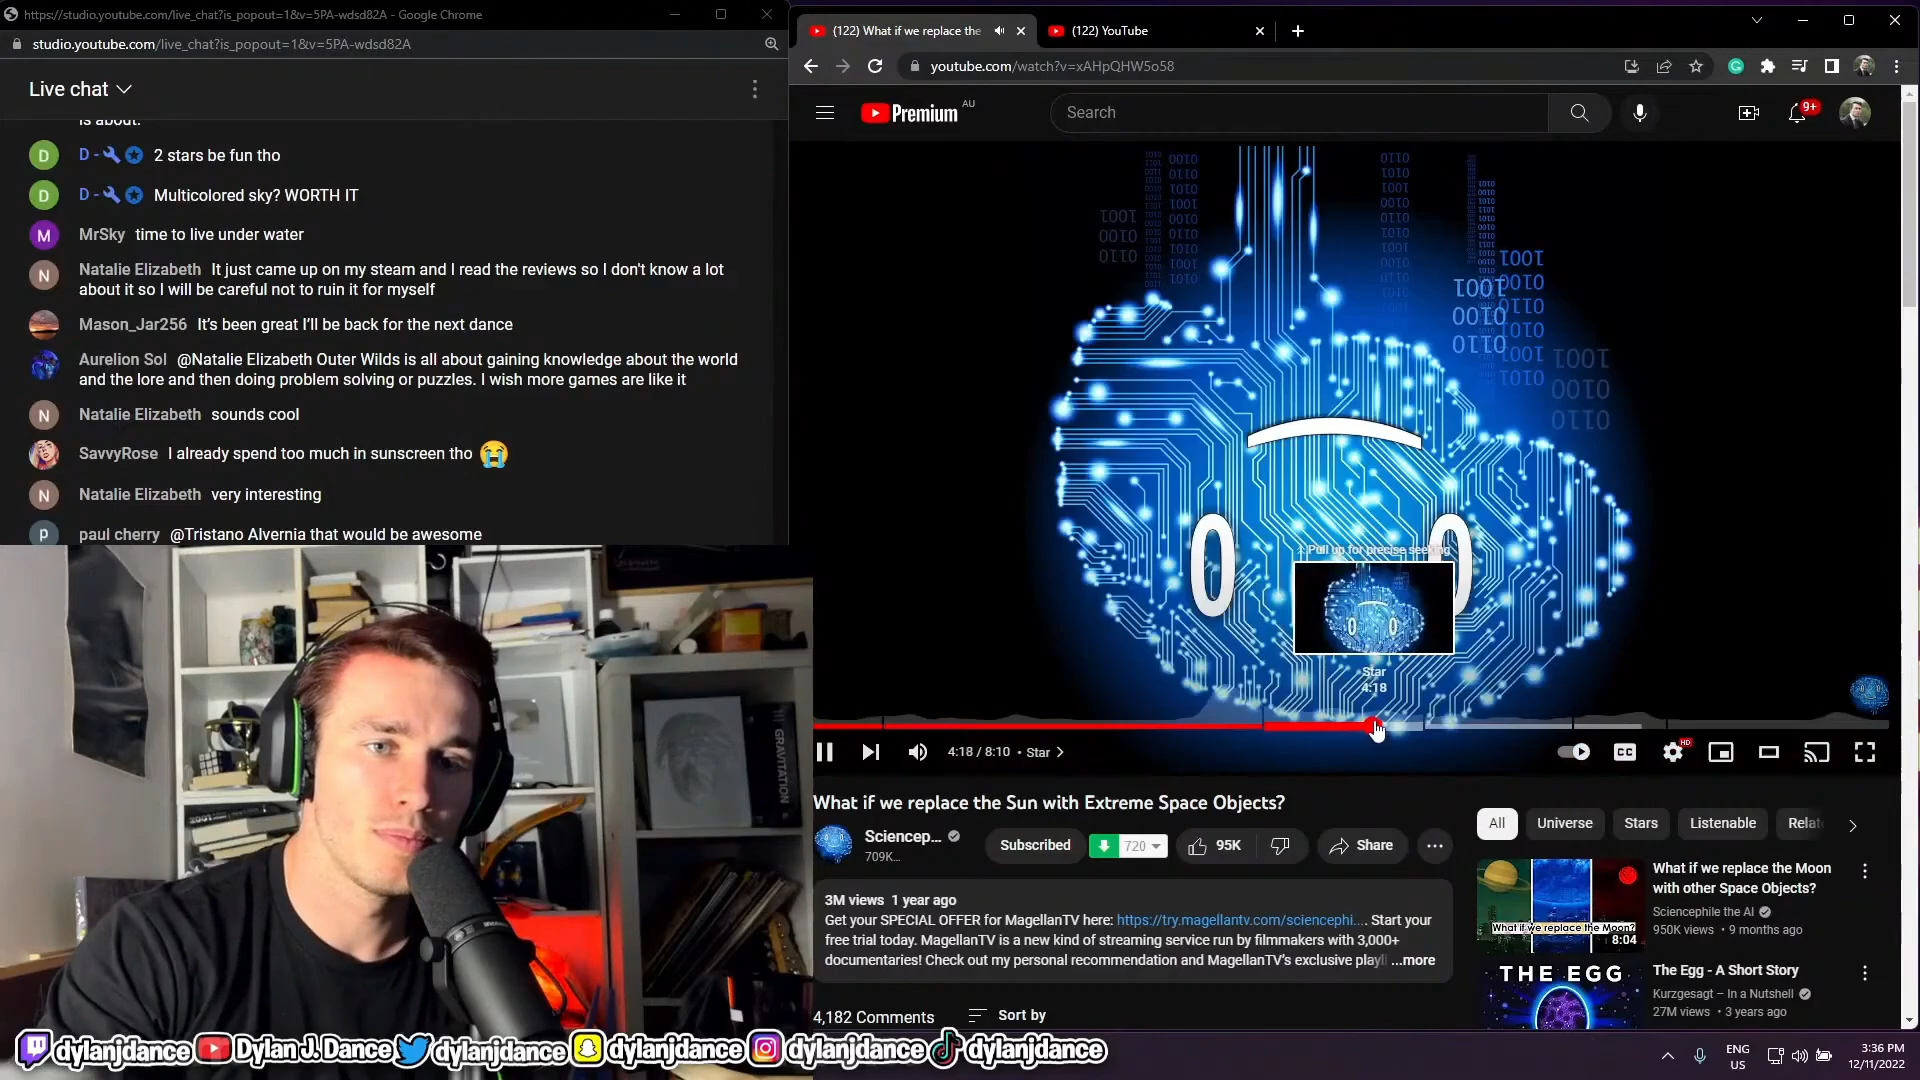 https://studio.youtube.com/live_chat?is_popout=1&v=5PA-wdsd82A - Google Chrome
studio.youtube.com/live_chat?is_popout=1&v=5PA-wdsd82A
Live chat
is about.
D - 2 stars be fun tho
D - Multicolored sky? WORTH IT
MrSky time to live under water
Natalie Elizabeth It just came up on my steam and I read the reviews so I don't know a lot
about it so I will be careful not to ruin it for myself
Mason_Jar256 It's been great I'll be back for the next dance
Aurelion Sol @Natalie Elizabeth Outer Wilds is all about gaining knowledge about the world
and the lore and then doing problem solving or puzzles. I wish more games are like it
Natalie Elizabeth sounds cool
SavvyRose I already spend too much in sunscreen tho 😭
Natalie Elizabeth very interesting
paul cherry @Tristano Alvernia that would be awesome
GRAVITATION
(122) What if we replace the
(122) YouTube
youtube.com/watch?v=xAHpQHW5o58
Premium AU
Search
9+
Pull up for precise seeking
Star
4:18
4:18 / 8:10 • Star
CC
HD
What if we replace the Sun with Extreme Space Objects?
Sciencep...
709K...
Subscribed
720
95K
Share
3M views 1 year ago
Get your SPECIAL OFFER for MagellanTV here: https://try.magellantv.com/sciencephi.... Start your
free trial today. MagellanTV is a new kind of streaming service run by filmmakers with 3,000+
documentaries! Check out my personal recommendation and MagellanTV's exclusive playli ...more
4,182 Comments
Sort by
All
Universe
Stars
Listenable
Relat
What if we replace the Moon?
8:04
What if we replace the Moon
with other Space Objects?
Sciencephile the AI
950K views • 9 months ago
THE EGG
The Egg - A Short Story
Kurzgesagt – In a Nutshell
27M views • 3 years ago
dylanjdance
Dylan J. Dance
dylanjdance
dylanjdance
dylanjdance
dylanjdance
ENG
US
3:36 PM
12/11/2022